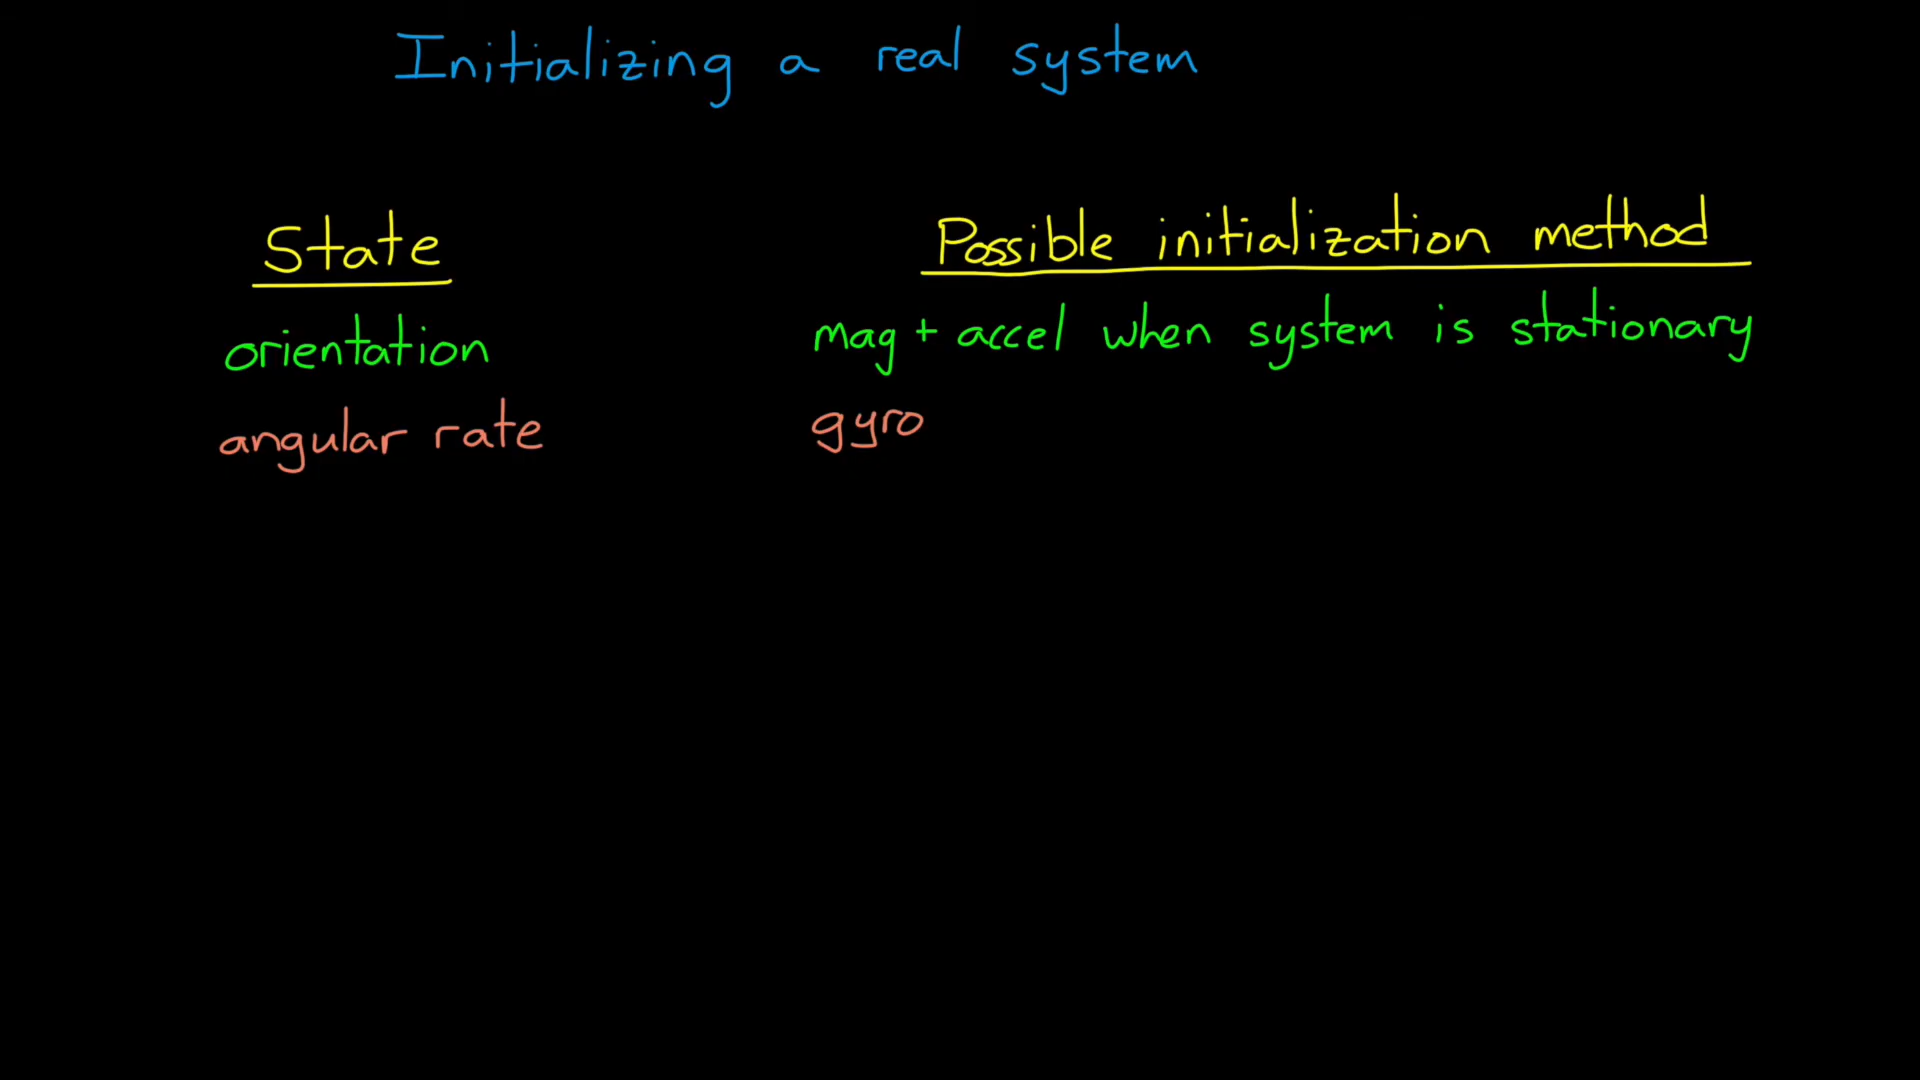 Initializing a real system
State
Possible initialization method
orientation
mag + accel when system is stationary
angular rate
gyro